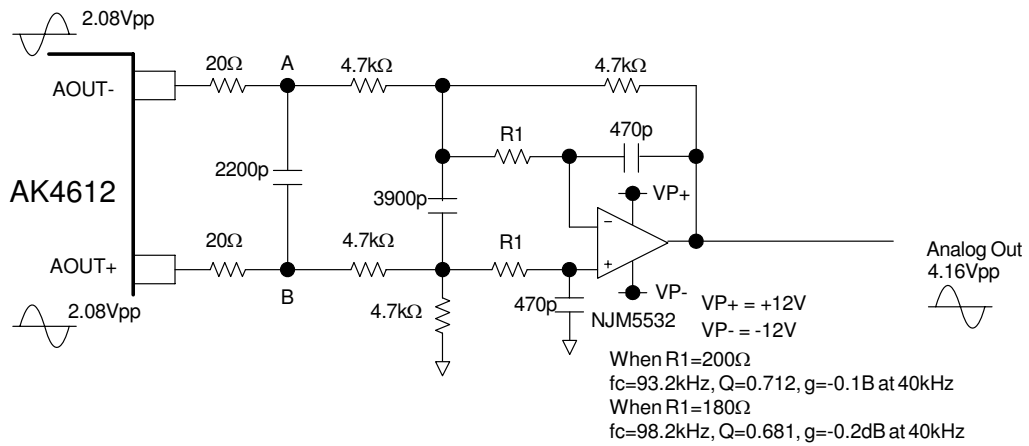 2.08Vpp
AOUT-
20Ω
A
4.7kΩ
4.7kΩ
R1
470p
2200p
AK4612
3900p
VP+
−
20Ω
4.7kΩ
R1
+
AOUT+
B
Analog Out
4.16Vpp
2.08Vpp
4.7kΩ
470p
VP-
NJM5532
VP+ = +12V
VP- = -12V
When R1=200Ω
fc=93.2kHz, Q=0.712, g=-0.1B at 40kHz
When R1=180Ω
fc=98.2kHz, Q=0.681, g=-0.2dB at 40kHz